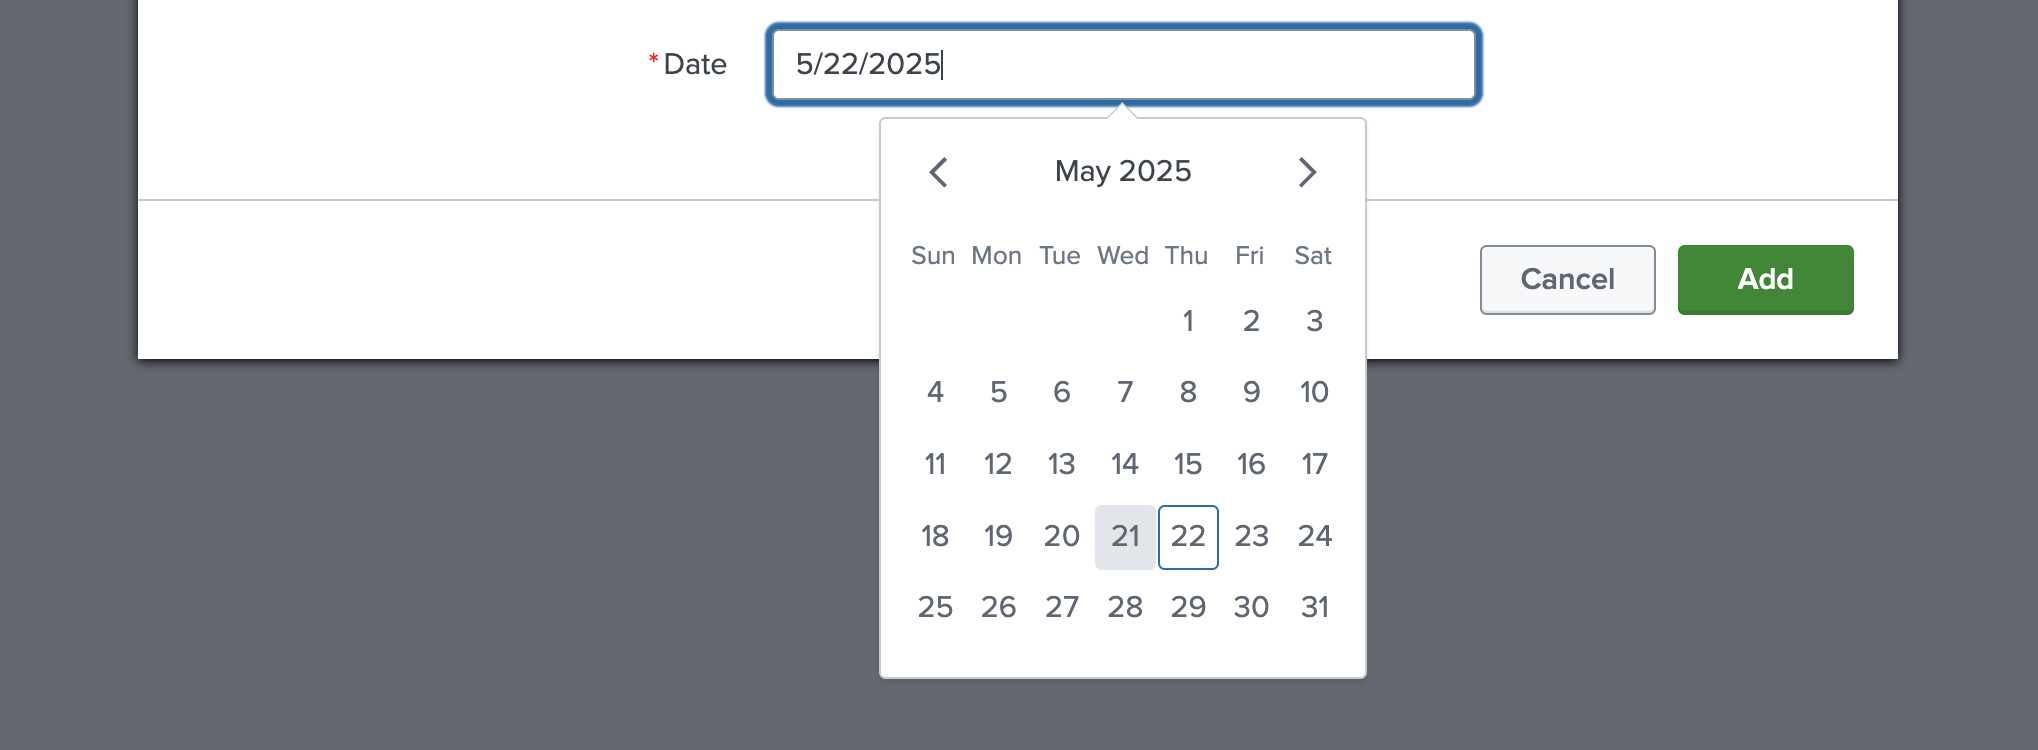 *Date 5/22/2025
May 2025
Sun Mon Tue Wed Thu Fri Sat
Cancel Add
1 2 3
4 5 6 7 8 9 10
11 12 13 14 15 16 17
18 19 20 21 22 23 24
25 26 27 28 29 30 31